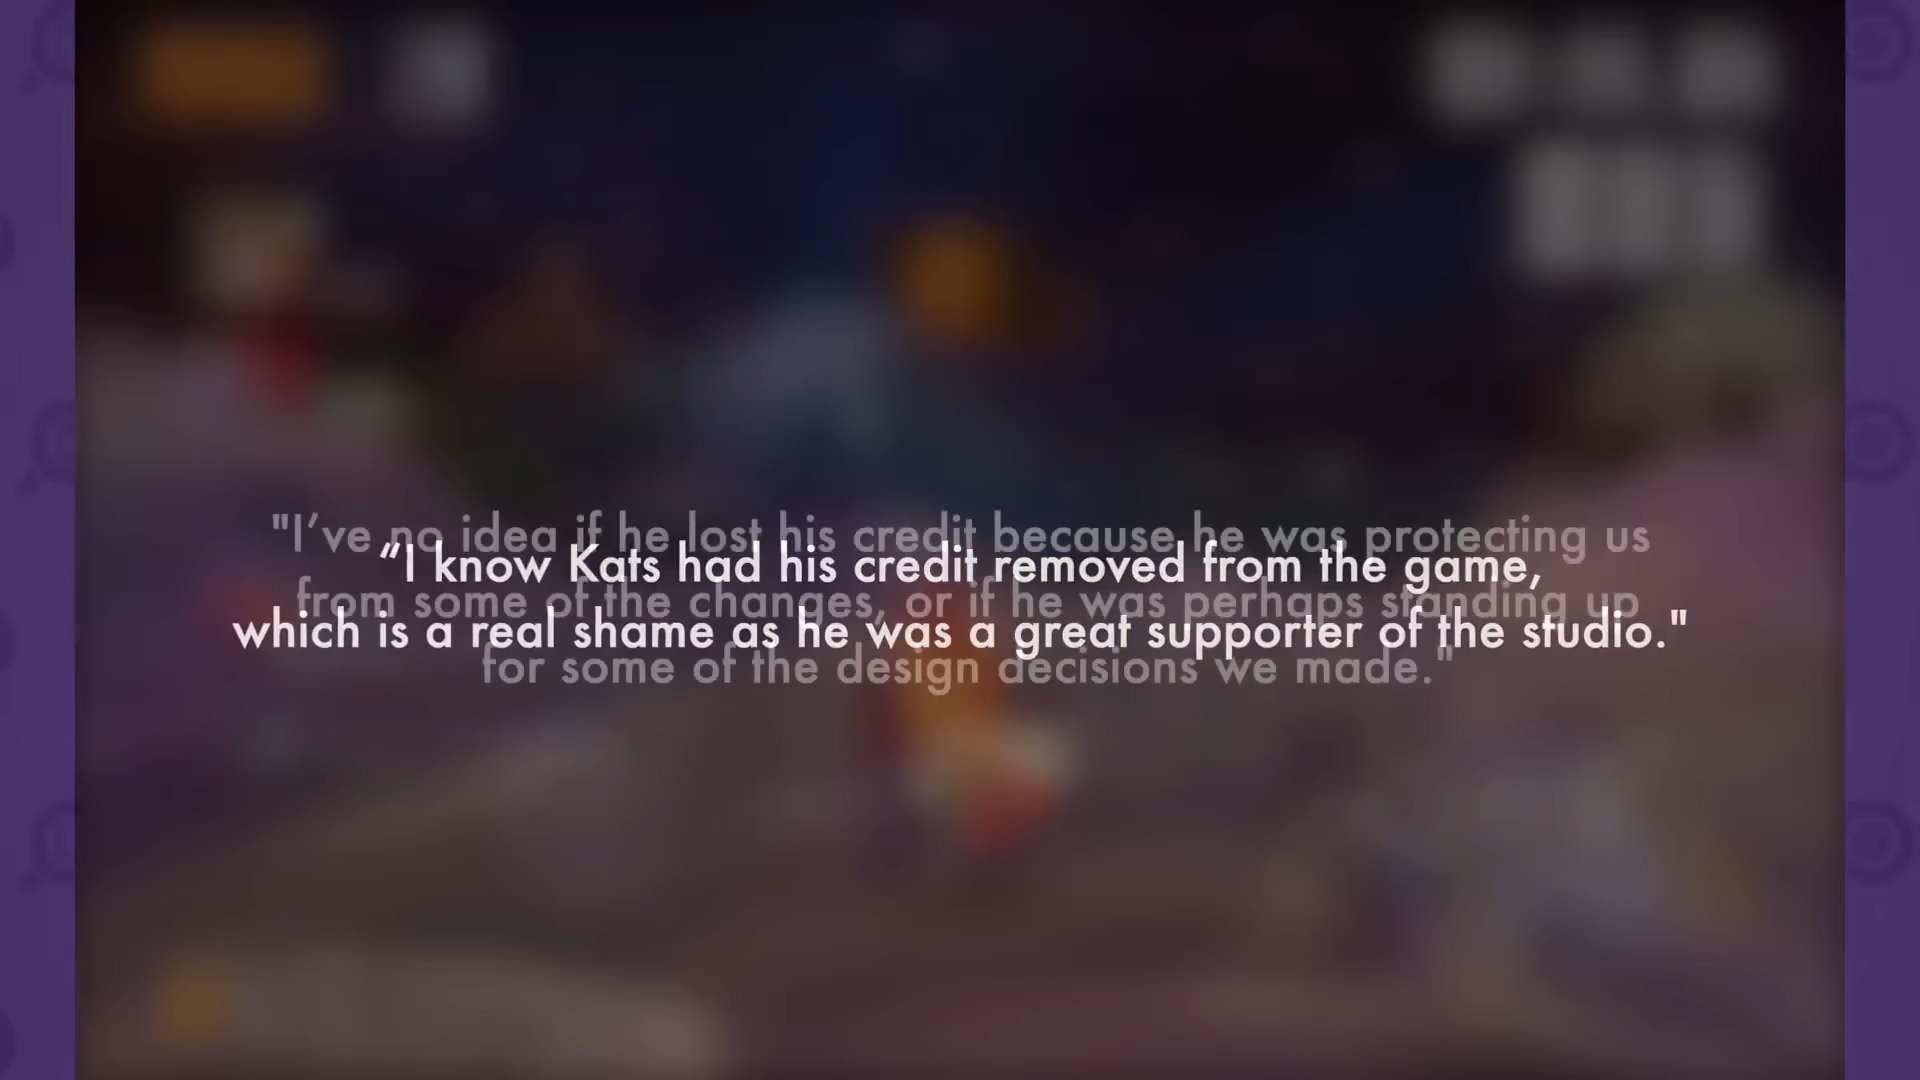 “I know Kats had his credit removed from the game,
which is a real shame as he was a great supporter of the studio."
"I’ve no idea if he lost his credit because he was protecting us
from some of the changes, or if he was perhaps standing up
for some of the design decisions we made."